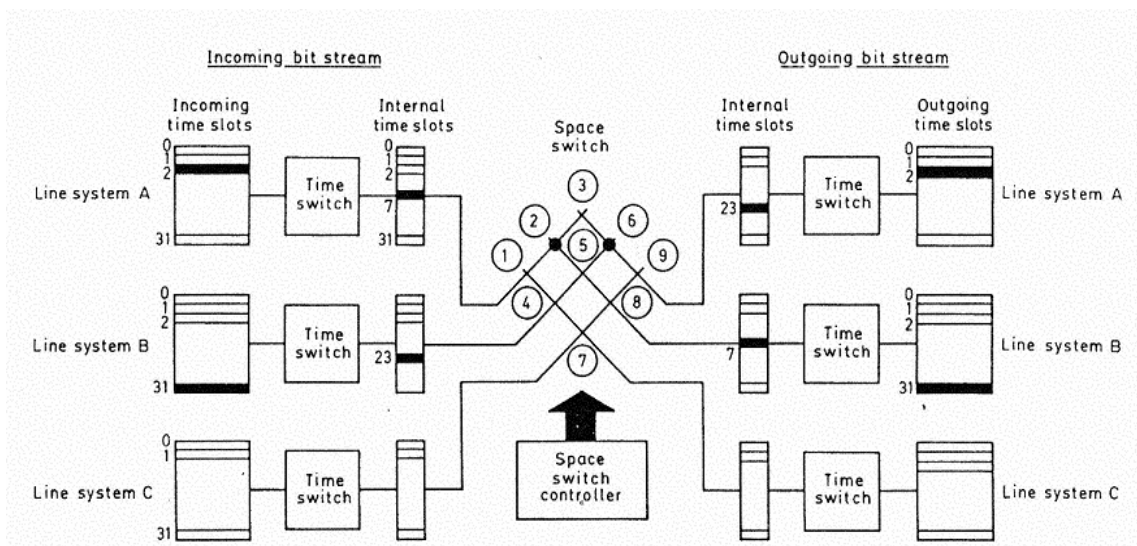 Incoming bit stream
Outgoing bit stream
Incoming
time slots
Internal
time slots
Space
switch
Internal
time slots
Outgoing
time slots
Line system A
0
1
2
31
Time
switch
0
1
2
7
31
3
2
6
1
5
9
4
8
7
23
Time
switch
0
1
2
31
Line system A
Line system B
0
1
2
31
Time
switch
23
7
Time
switch
0
1
2
31
Line system B
Line system C
0
1
31
Time
switch
Space
switch
controller
Time
switch
Line system C